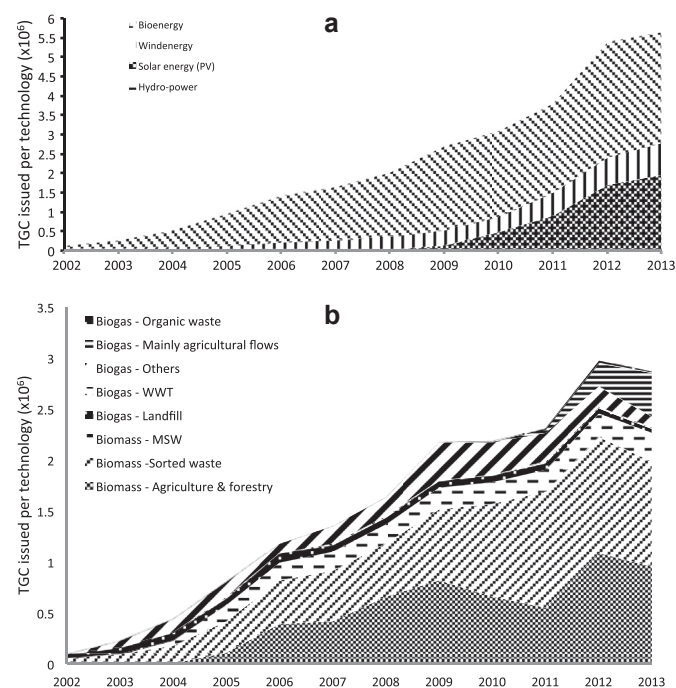 a
TGC issued per technology (x10⁶)
6
5.5
5
4.5
4
3.5
3
2.5
2
1.5
1
0.5
0
Bioenergy
Windenergy
Solar energy (PV)
Hydro-power
2002 2003 2004 2005 2006 2007 2008 2009 2010 2011 2012 2013
b
TGC issued per technology (x10⁶)
3.5
3
2.5
2
1.5
1
0.5
0
Biogas - Organic waste
Biogas - Mainly agricultural flows
Biogas - Others
Biogas - WWT
Biogas - Landfill
Biomass - MSW
Biomass -Sorted waste
Biomass - Agriculture & forestry
2002 2003 2004 2005 2006 2007 2008 2009 2010 2011 2012 2013